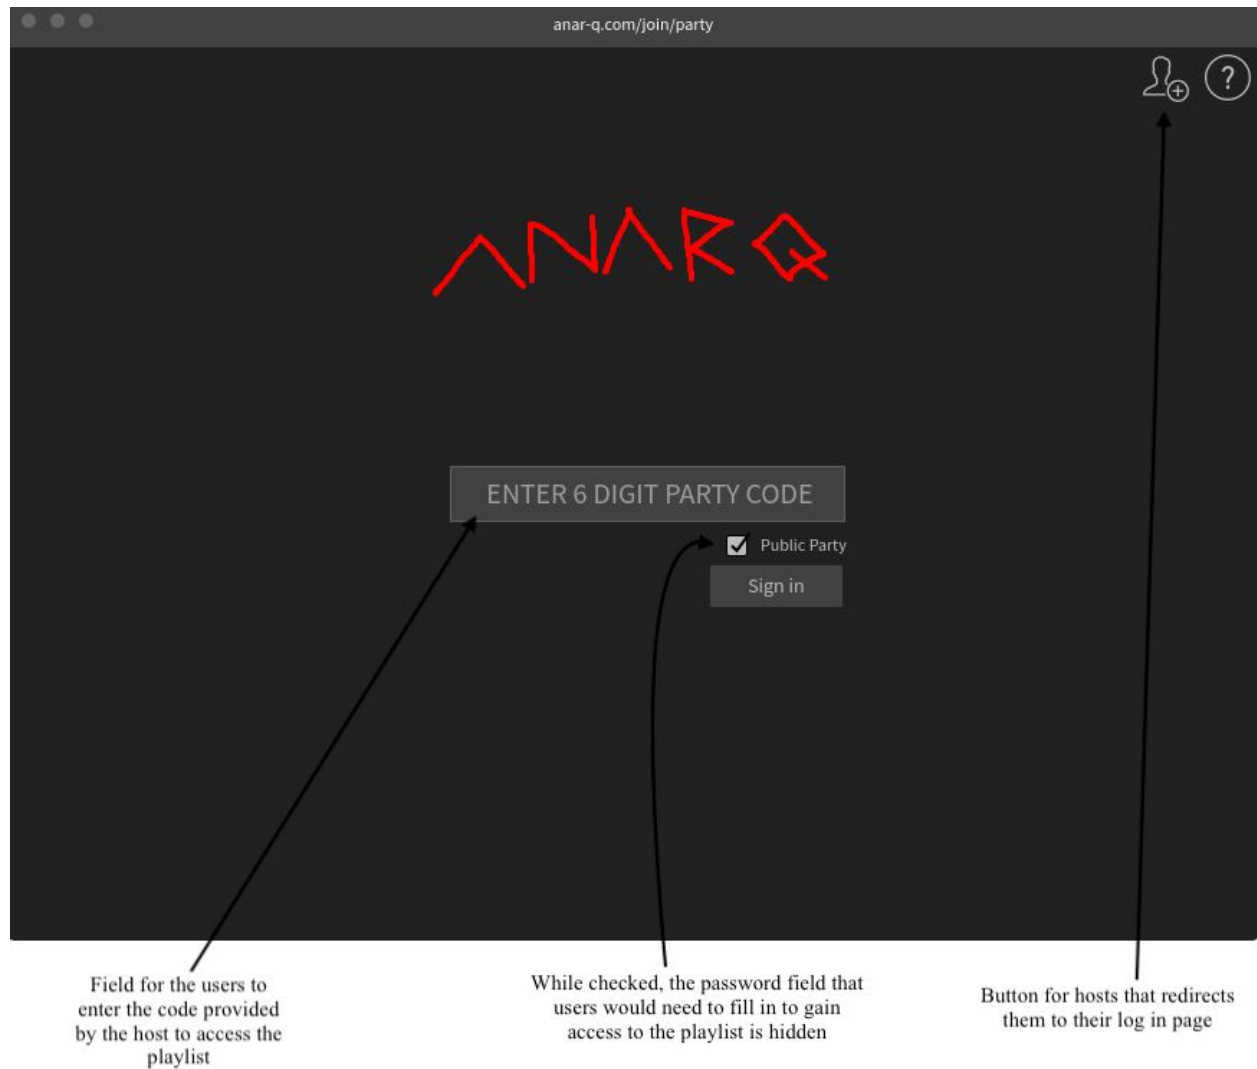 anar-q.com/join/party
?
ANARQ
ENTER 6 DIGIT PARTY CODE
Public Party
Sign in
Field for the users to
enter the code provided
by the host to access the
playlist
While checked, the password field that
users would need to fill in to gain
access to the playlist is hidden
Button for hosts that redirects
them to their log in page